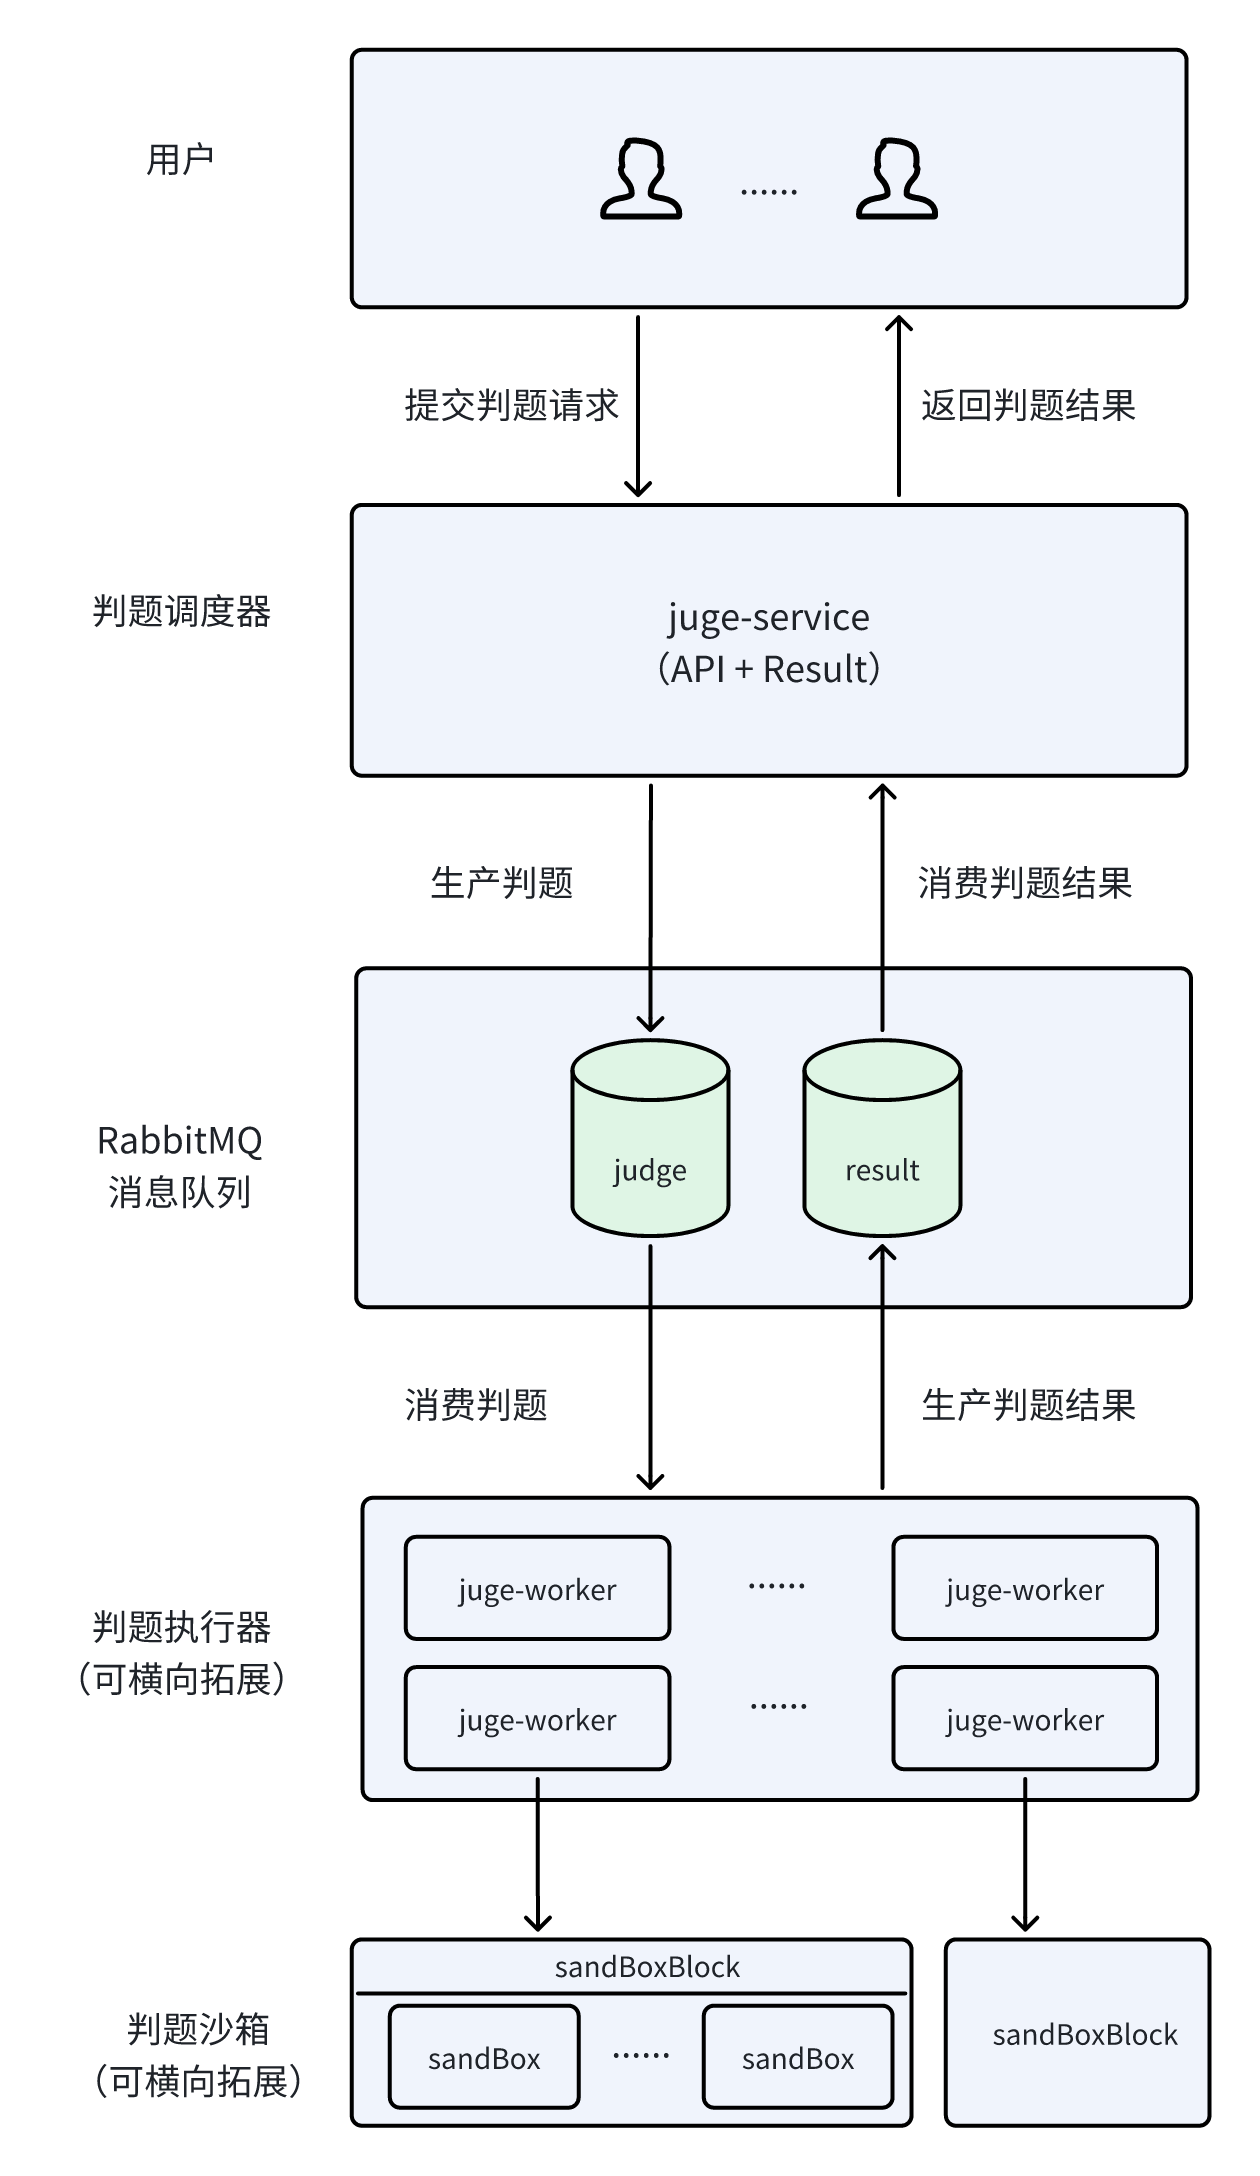 用户
……
提交判题请求
返回判题结果
判题调度器
juge-service
（API + Result）
生产判题
消费判题结果
RabbitMQ
消息队列
judge
result
消费判题
生产判题结果
判题执行器
（可横向拓展）
juge-worker
……
juge-worker
juge-worker
……
juge-worker
判题沙箱
（可横向拓展）
sandBoxBlock
sandBox
……
sandBox
sandBoxBlock